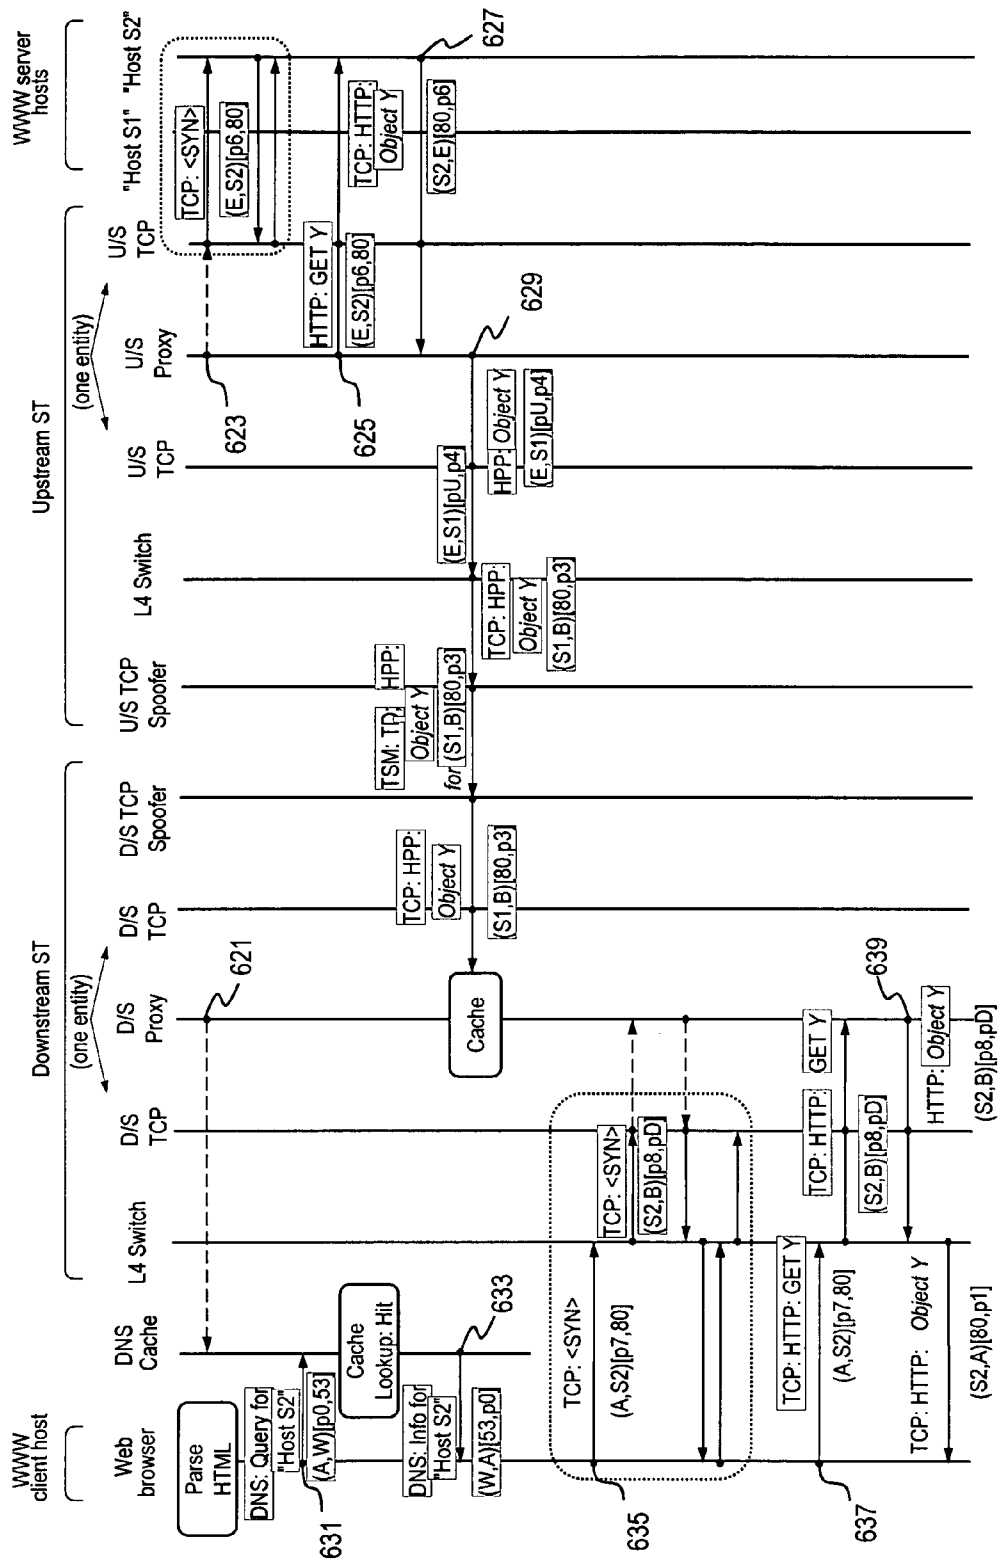 WWW
client host
Downstream ST
Upstream ST
WWW server
hosts
(one entity)
(one entity)
Web
browser
DNS
Cache
L4 Switch
D/S
TCP
D/S
Proxy
D/S
TCP
D/S TCP
Spoofer
U/S TCP
Spoofer
L4 Switch
U/S
TCP
U/S
Proxy
U/S
TCP
"Host S1"
"Host S2"
Parse
HTML
621
623
TCP: <SYN>
(E,S2)[p6,80]
DNS: Query for
"Host S2"
(A,W)[p0,53]
631
HTTP: GET Y
(E,S2)[p6,80]
625
Cache
Lookup: Hit
TCP: HTTP:
Object Y
(S2,E)[80,p6]
627
DNS: Info for
"Host S2"
(W,A)[53,p0]
633
Cache
TCP: HPP:
Object Y
(S1,B)[80,p3]
TSM: TD: HPP:
Object Y
for (S1,B)[80,p3]
TCP: HPP:
Object Y
(S1,B)[80,p3]
(E,S1)[pU,p4]
HPP: Object Y
(E,S1)[pU,p4]
629
TCP: <SYN>
(A,S2)[p7,80]
635
TCP: <SYN>
(S2,B)[p8,pD]
TCP: HTTP: GET Y
(A,S2)[p7,80]
637
TCP: HTTP: GET Y
(S2,B)[p8,pD]
639
HTTP: Object Y
(S2,B)[p8,pD]
TCP: HTTP: Object Y
(S2,A)[80,p1]